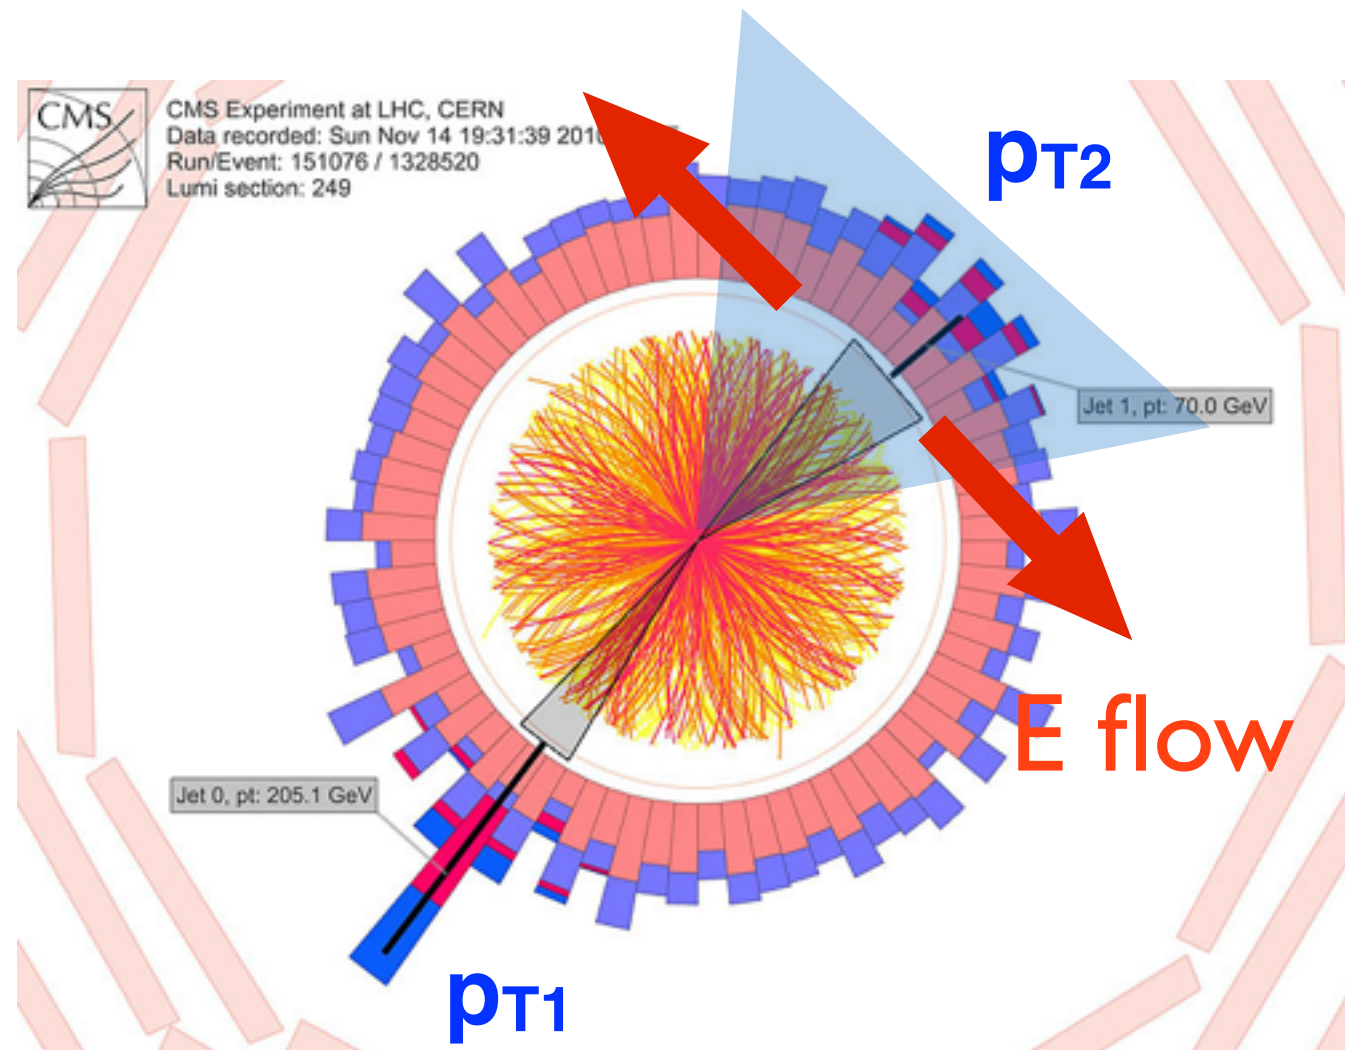 CMS
CMS Experiment at LHC, CERN
Data recorded: Sun Nov 14 19:31:39 2010
Run/Event: 151076 / 1328520
Lumi section: 249
pT2
Jet 1, pt: 70.0 GeV
E flow
Jet 0, pt: 205.1 GeV
pT1